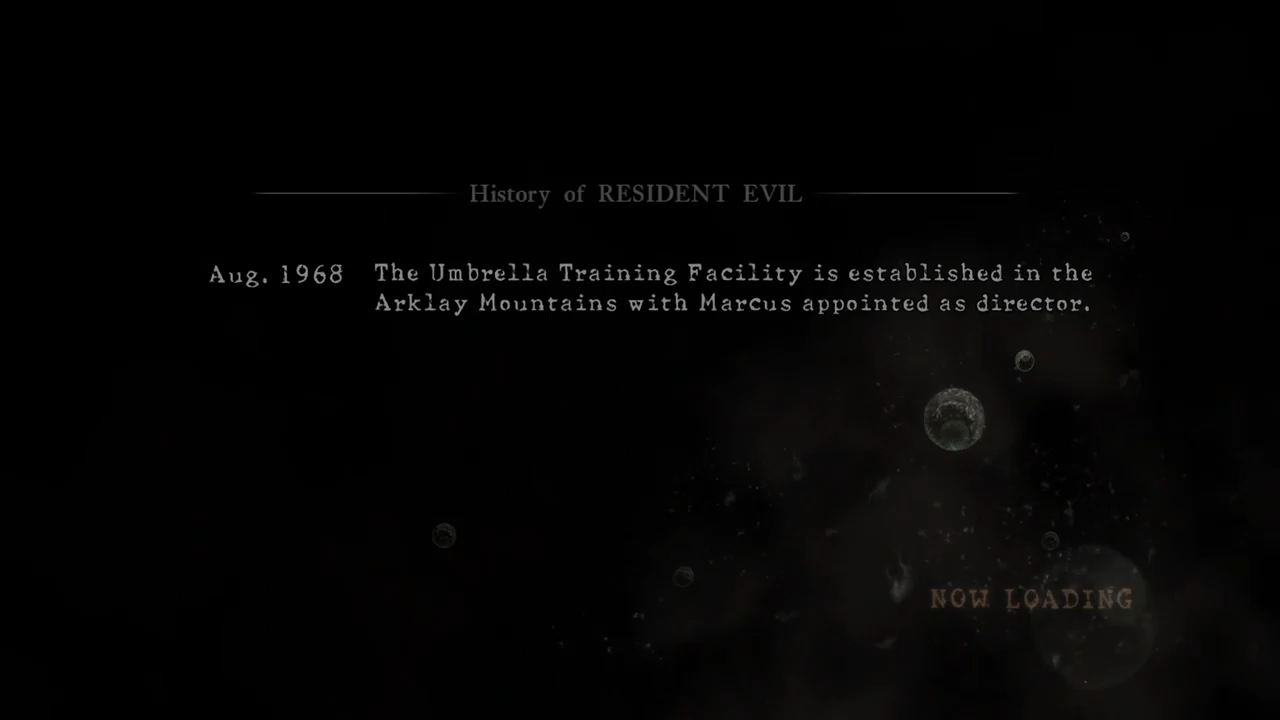 History of RESIDENT EVIL
Aug. 1968 The Umbrella Training Facility is established in the
Arklay Mountains with Marcus appointed as director.
NOW LOADING